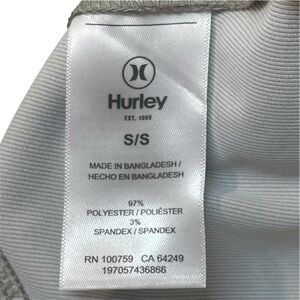 Hurley
EST. 1999
S/S
MADE IN BANGLADESH /
HECHO EN BANGLADESH
97%
POLYESTER / POLIÉSTER
3%
SPANDEX / SPANDEX
RN 100759 CA 64249
197057436866